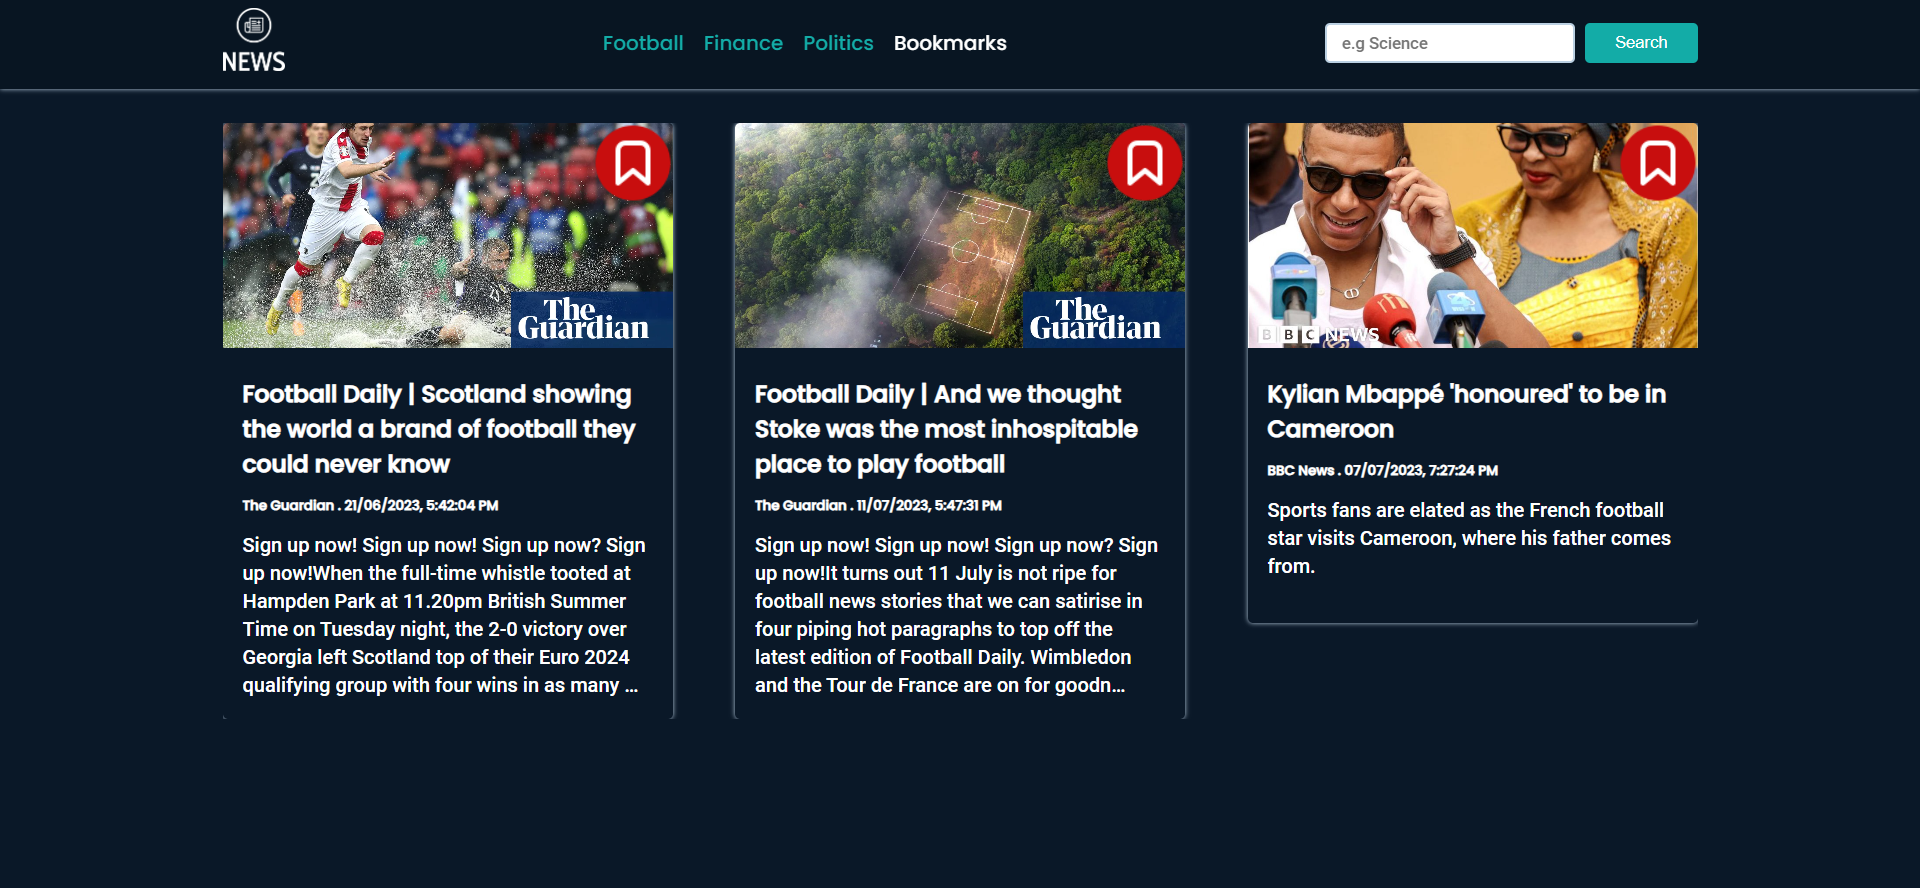 NEWS
Football Finance Politics Bookmarks
e.g Science
Search
The
Guardian
Football Daily | Scotland showing
the world a brand of football they
could never know
The Guardian . 21/06/2023, 5:42:04 PM
Sign up now! Sign up now! Sign up now? Sign
up now!When the full-time whistle tooted at
Hampden Park at 11.20pm British Summer
Time on Tuesday night, the 2-0 victory over
Georgia left Scotland top of their Euro 2024
qualifying group with four wins in as many ...
The
Guardian
Football Daily | And we thought
Stoke was the most inhospitable
place to play football
The Guardian . 11/07/2023, 5:47:31 PM
Sign up now! Sign up now! Sign up now? Sign
up now!It turns out 11 July is not ripe for
football news stories that we can satirise in
four piping hot paragraphs to top off the
latest edition of Football Daily. Wimbledon
and the Tour de France are on for goodn...
rfi
BBC NEWS
Kylian Mbappé 'honoured' to be in
Cameroon
BBC News . 07/07/2023, 7:27:24 PM
Sports fans are elated as the French football
star visits Cameroon, where his father comes
from.